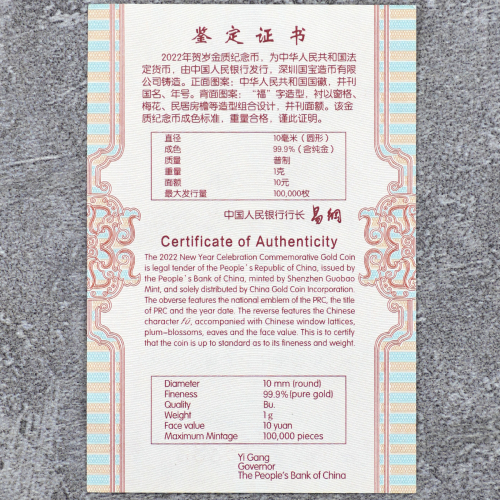 鉴定证书
2022年贺岁金质纪念币,为中华人民共和国法
定货币,由中国人民银行发行,深圳国宝造币有限
公司铸造。正面图案:中华人民共和国国徽,并刊
国名、年号。背面图案:“福”字造型,衬以窗格、
梅花、民居房檐等造型组合设计,并刊面额。该金
质纪念币成色标准,重量合格,谨此证明。
直径 10毫米(圆形)
成色 99.9%(含纯金)
质量 普制
重量 1克
面额 10元
最大发行量 100,000枚
中国人民银行行长 易纲
Certificate of Authenticity
The 2022 New Year Celebration Commemorative Gold Coin
is legal tender of the People's Republic of China, issued by
the People's Bank of China, minted by Shenzhen Guobao
Mint, and solely distributed by China Gold Coin Incorporation.
The obverse features the national emblem of the PRC, the title
of PRC and the year date. The reverse features the Chinese
character fú, accompanied with Chinese window lattices,
plum-blossoms, eaves and the face value. This is to certify
that the coin is up to standard as to its fineness and weight.
Diameter 10 mm (round)
Fineness 99.9%(pure gold)
Quality Bu.
Weight 1 g
Face value 10 yuan
Maximum Mintage 100,000 pieces
Yi Gang
Governor
The People's Bank of China